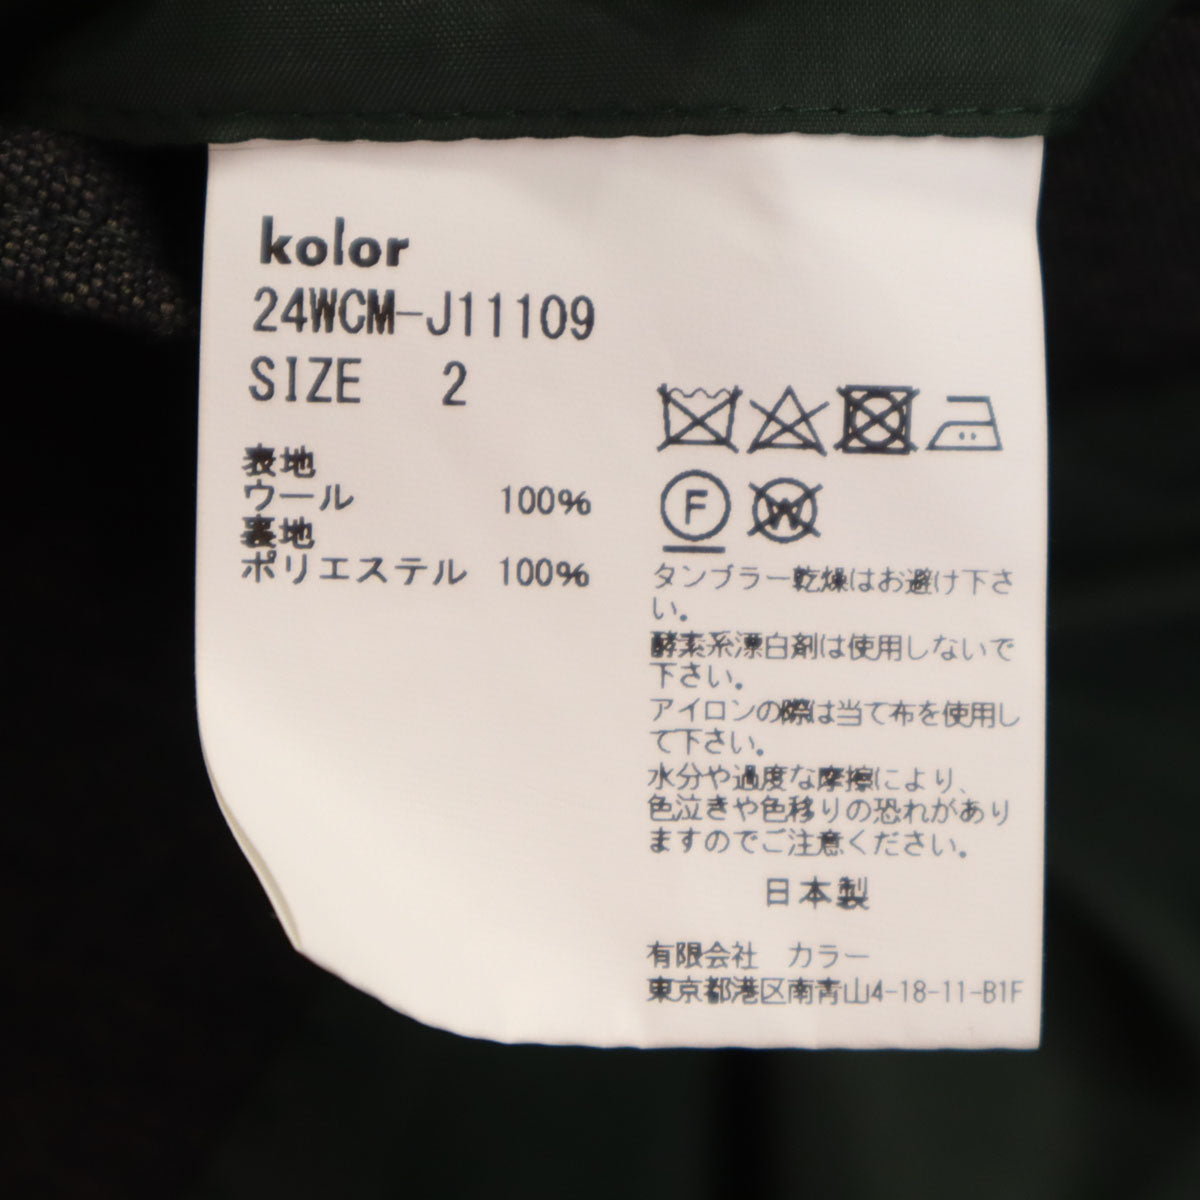 kolor
24WCM-J11109
SIZE 2
表地
ウール 100%
裏地
ポリエステル 100%
F
W
タンブラー乾燥はお避け下さ
い。
酵素系漂白剤は使用しないで
下さい。
アイロンの際は当て布を使用し
て下さい。
水分や過度な摩擦により、
色泣きや色移りの恐れがあり
ますのでご注意ください。
日本製
有限会社 カラー
東京都港区南青山4-18-11-B1F